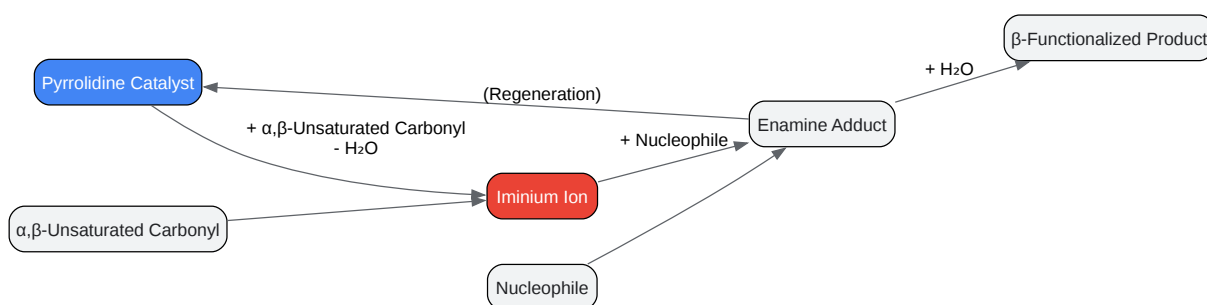 β-Functionalized Product
+ H₂O
Pyrrolidine Catalyst
(Regeneration)
Enamine Adduct
+ α,β-Unsaturated Carbonyl
- H₂O
+ Nucleophile
Iminium Ion
α,β-Unsaturated Carbonyl
Nucleophile